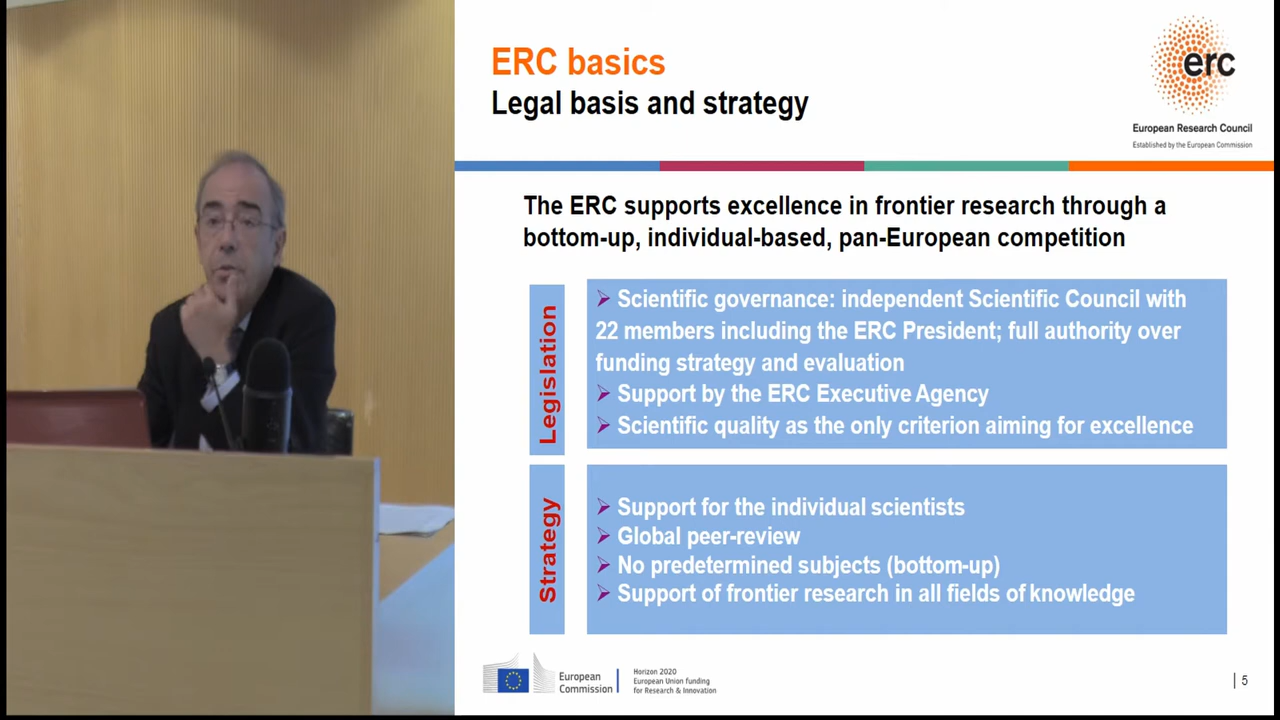 ERC basics
Legal basis and strategy
erc
European Research Council
Established by the European Commission
The ERC supports excellence in frontier research through a
bottom-up, individual-based, pan-European competition
Legislation
➢ Scientific governance: independent Scientific Council with
22 members including the ERC President; full authority over
funding strategy and evaluation
➢ Support by the ERC Executive Agency
➢ Scientific quality as the only criterion aiming for excellence
Strategy
➢ Support for the individual scientists
➢ Global peer-review
➢ No predetermined subjects (bottom-up)
➢ Support of frontier research in all fields of knowledge
European
Commission
Horizon 2020
European Union funding
for Research & Innovation
| 5